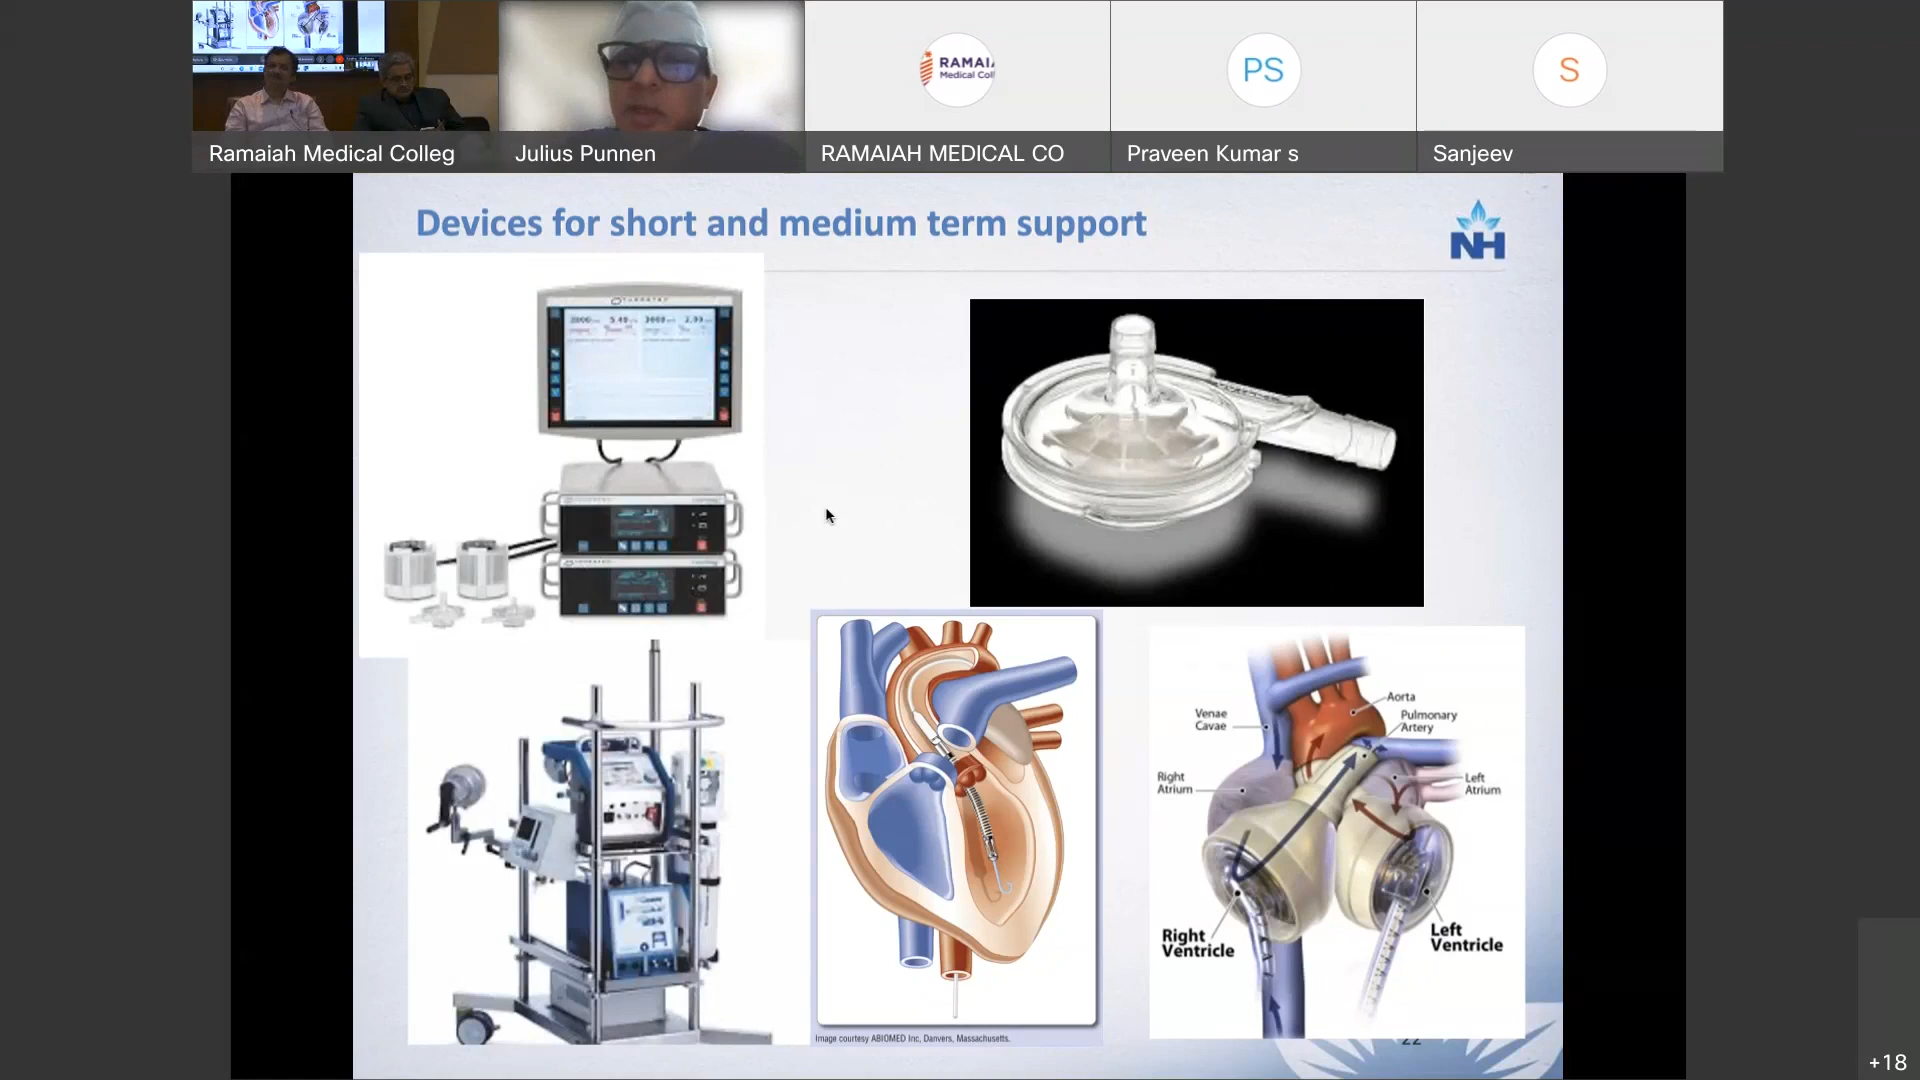 RAMAIA
Medical Coll
PS
S
Ramaiah Medical Colleg
Julius Punnen
RAMAIAH MEDICAL CO
Praveen Kumar s
Sanjeev
Devices for short and medium term support
NH
Aorta
Venae
Cavae
Pulmonary
Artery
Right
Atrium
Left
Atrium
Right
Ventricle
Left
Ventricle
Image courtesy ABIOMED Inc, Danvers, Massachusetts.
22
+18